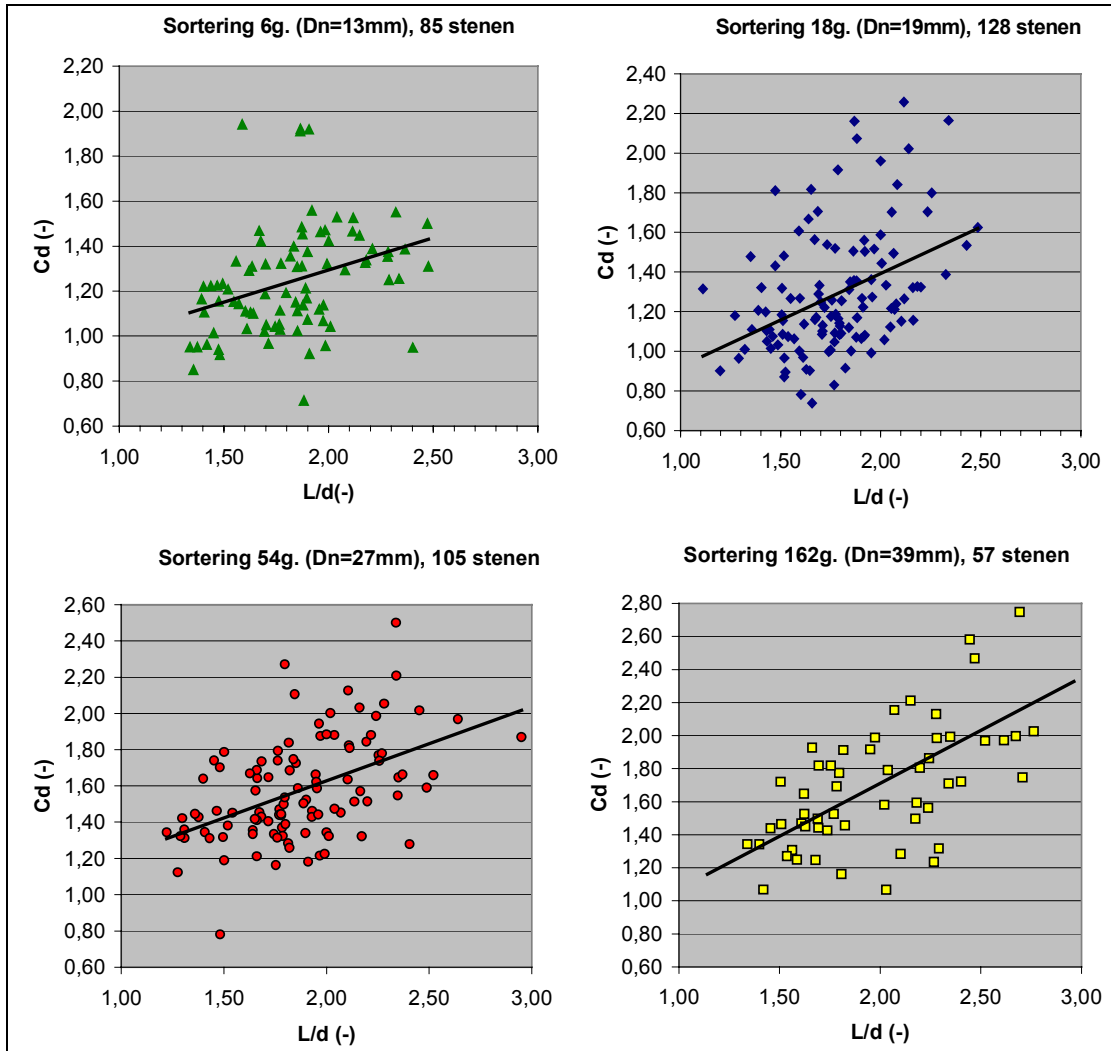 Sortering 6g. (Dn=13mm), 85 stenen
2,20
2,00
1,80
1,60
1,40
1,20
1,00
0,80
0,60
Cd (-)
1,00 1,50 2,00 2,50 3,00
L/d(-)
Sortering 18g. (Dn=19mm), 128 stenen
2,40
2,20
2,00
1,80
1,60
1,40
1,20
1,00
0,80
0,60
Cd (-)
1,00 1,50 2,00 2,50 3,00
L/d (-)
Sortering 54g. (Dn=27mm), 105 stenen
2,60
2,40
2,20
2,00
1,80
1,60
1,40
1,20
1,00
0,80
0,60
Cd (-)
1,00 1,50 2,00 2,50 3,00
L/d (-)
Sortering 162g. (Dn=39mm), 57 stenen
2,80
2,60
2,40
2,20
2,00
1,80
1,60
1,40
1,20
1,00
0,80
0,60
Cd (-)
1,00 1,50 2,00 2,50 3,00
L/d (-)